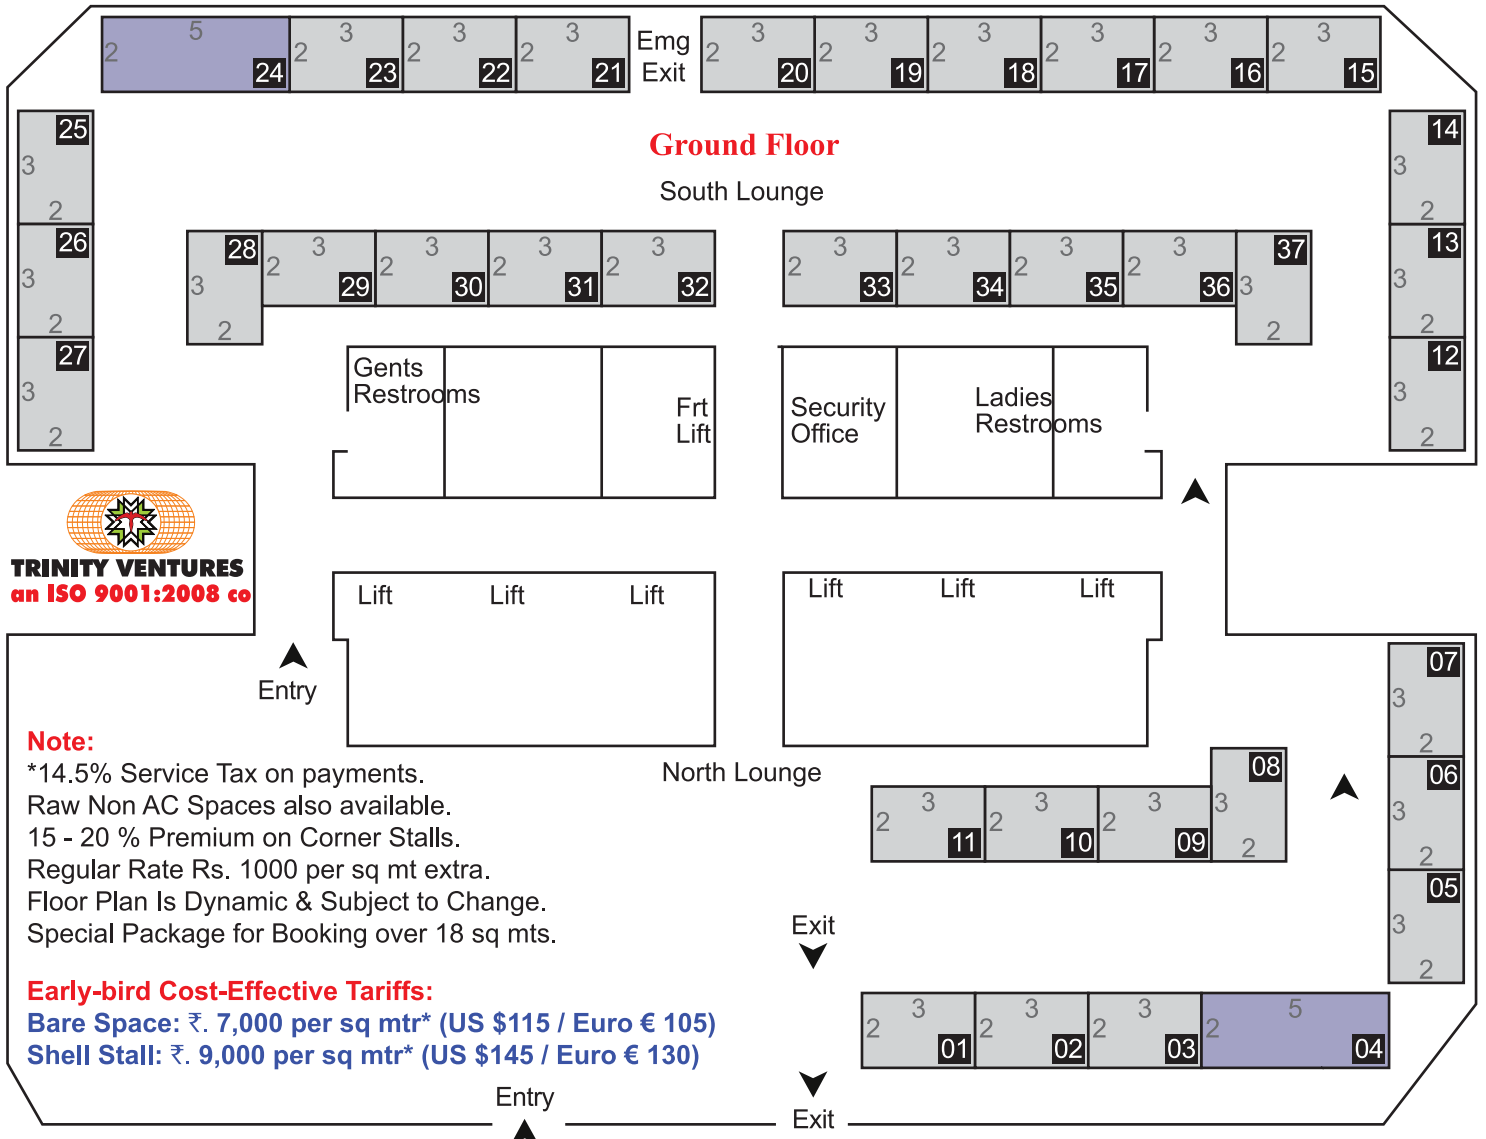 5 3 3 3 Emg 3 3 3 3 3 3
2 2 2 2 Exit 2 2 2 2 2 2
24 23 22 21 20 19 18 17 16 15
25 14
3 Ground Floor 3
2 South Lounge 2
26 28 3 3 3 3 3 3 3 3 37 13
3 3 2 2 2 2 2 2 2 2 3 3
29 30 31 32 33 34 35 36
2 2 2 2
27 12
3 3
2 2
Gents
Restrooms
Frt
Lift
Security
Office
Ladies
Restrooms
TRINITY VENTURES
an ISO 9001:2008 co
Lift Lift Lift Lift Lift Lift
Entry
07
3
2
Note:
*14.5% Service Tax on payments.
Raw Non AC Spaces also available.
15 - 20 % Premium on Corner Stalls.
Regular Rate Rs. 1000 per sq mt extra.
Floor Plan Is Dynamic & Subject to Change.
Special Package for Booking over 18 sq mts.
North Lounge
08 06
3 3 3 3 3
2 2 2
11 10 09
2 2
05
3
2
Exit
Early-bird Cost-Effective Tariffs:
Bare Space: ₹. 7,000 per sq mtr* (US $115 / Euro € 105)
Shell Stall: ₹. 9,000 per sq mtr* (US $145 / Euro € 130)
3 3 3 5
2 2 2 2
01 02 03 04
Entry
Exit